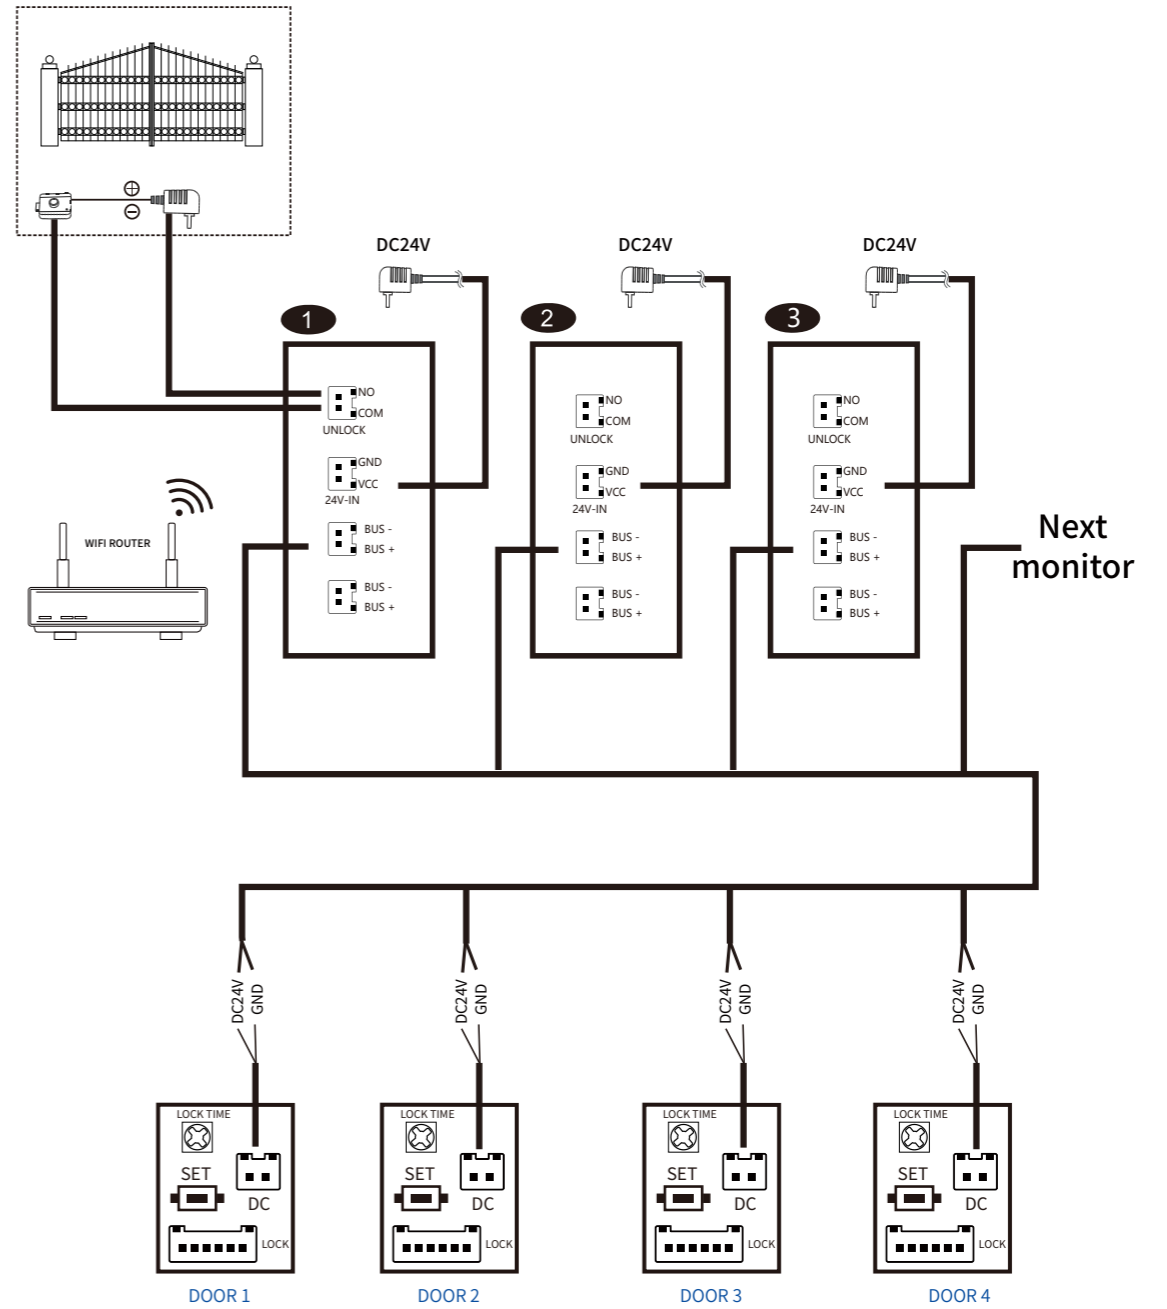 DC24V
DC24V
DC24V
1
2
3
NO
COM
UNLOCK
GND
VCC
24V-IN
BUS -
BUS +
BUS -
BUS +
NO
COM
UNLOCK
GND
VCC
24V-IN
BUS -
BUS +
BUS -
BUS +
NO
COM
UNLOCK
GND
VCC
24V-IN
BUS -
BUS +
BUS -
BUS +
WIFI ROUTER
Next
monitor
DC24V
GND
DC24V
GND
DC24V
GND
DC24V
GND
LOCK TIME
SET
DC
LOCK
DOOR 1
LOCK TIME
SET
DC
LOCK
DOOR 2
LOCK TIME
SET
DC
LOCK
DOOR 3
LOCK TIME
SET
DC
LOCK
DOOR 4